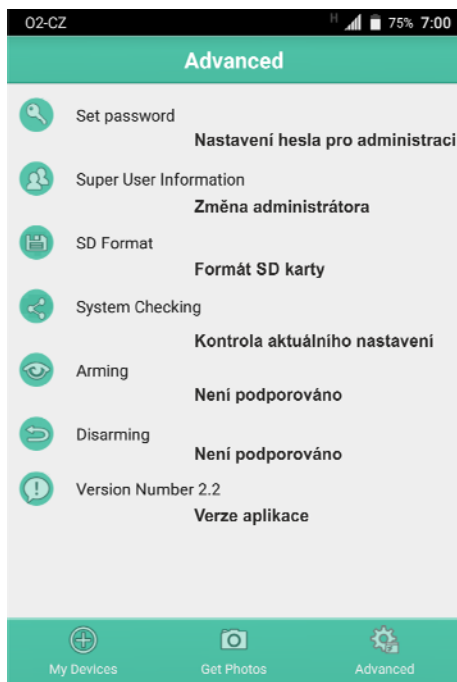 O2-CZ H 75% 7:00
Advanced
Set password
Nastavení hesla pro administraci
Super User Information
Změna administrátora
SD Format
Formát SD karty
System Checking
Kontrola aktuálního nastavení
Arming
Není podporováno
Disarming
Není podporováno
Version Number 2.2
Verze aplikace
My Devices Get Photos Advanced